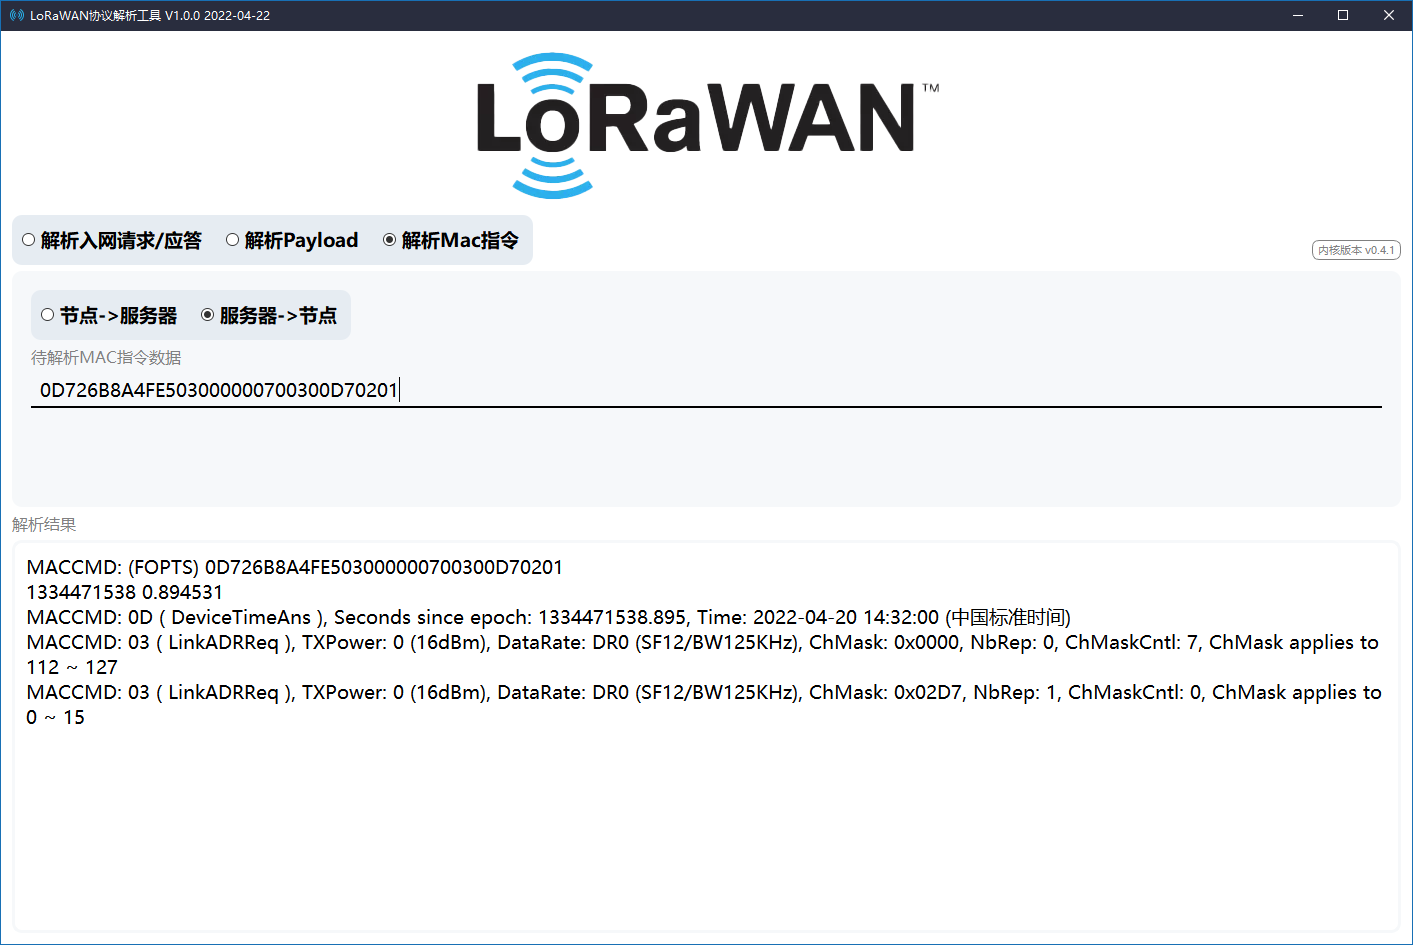 LoRaWAN协议解析工具 V1.0.0 2022-04-22
LoRaWAN™
解析入网请求/应答 解析Payload 解析Mac指令
内核版本 v0.4.1
节点->服务器 服务器->节点
待解析MAC指令数据
0D726B8A4FE503000000700300D70201
解析结果
MACCMD: (FOPTS) 0D726B8A4FE503000000700300D70201
1334471538 0.894531
MACCMD: 0D ( DeviceTimeAns ), Seconds since epoch: 1334471538.895, Time: 2022-04-20 14:32:00 (中国标准时间)
MACCMD: 03 ( LinkADRReq ), TXPower: 0 (16dBm), DataRate: DR0 (SF12/BW125KHz), ChMask: 0x0000, NbRep: 0, ChMaskCntl: 7, ChMask applies to
112 ~ 127
MACCMD: 03 ( LinkADRReq ), TXPower: 0 (16dBm), DataRate: DR0 (SF12/BW125KHz), ChMask: 0x02D7, NbRep: 1, ChMaskCntl: 0, ChMask applies to
0 ~ 15